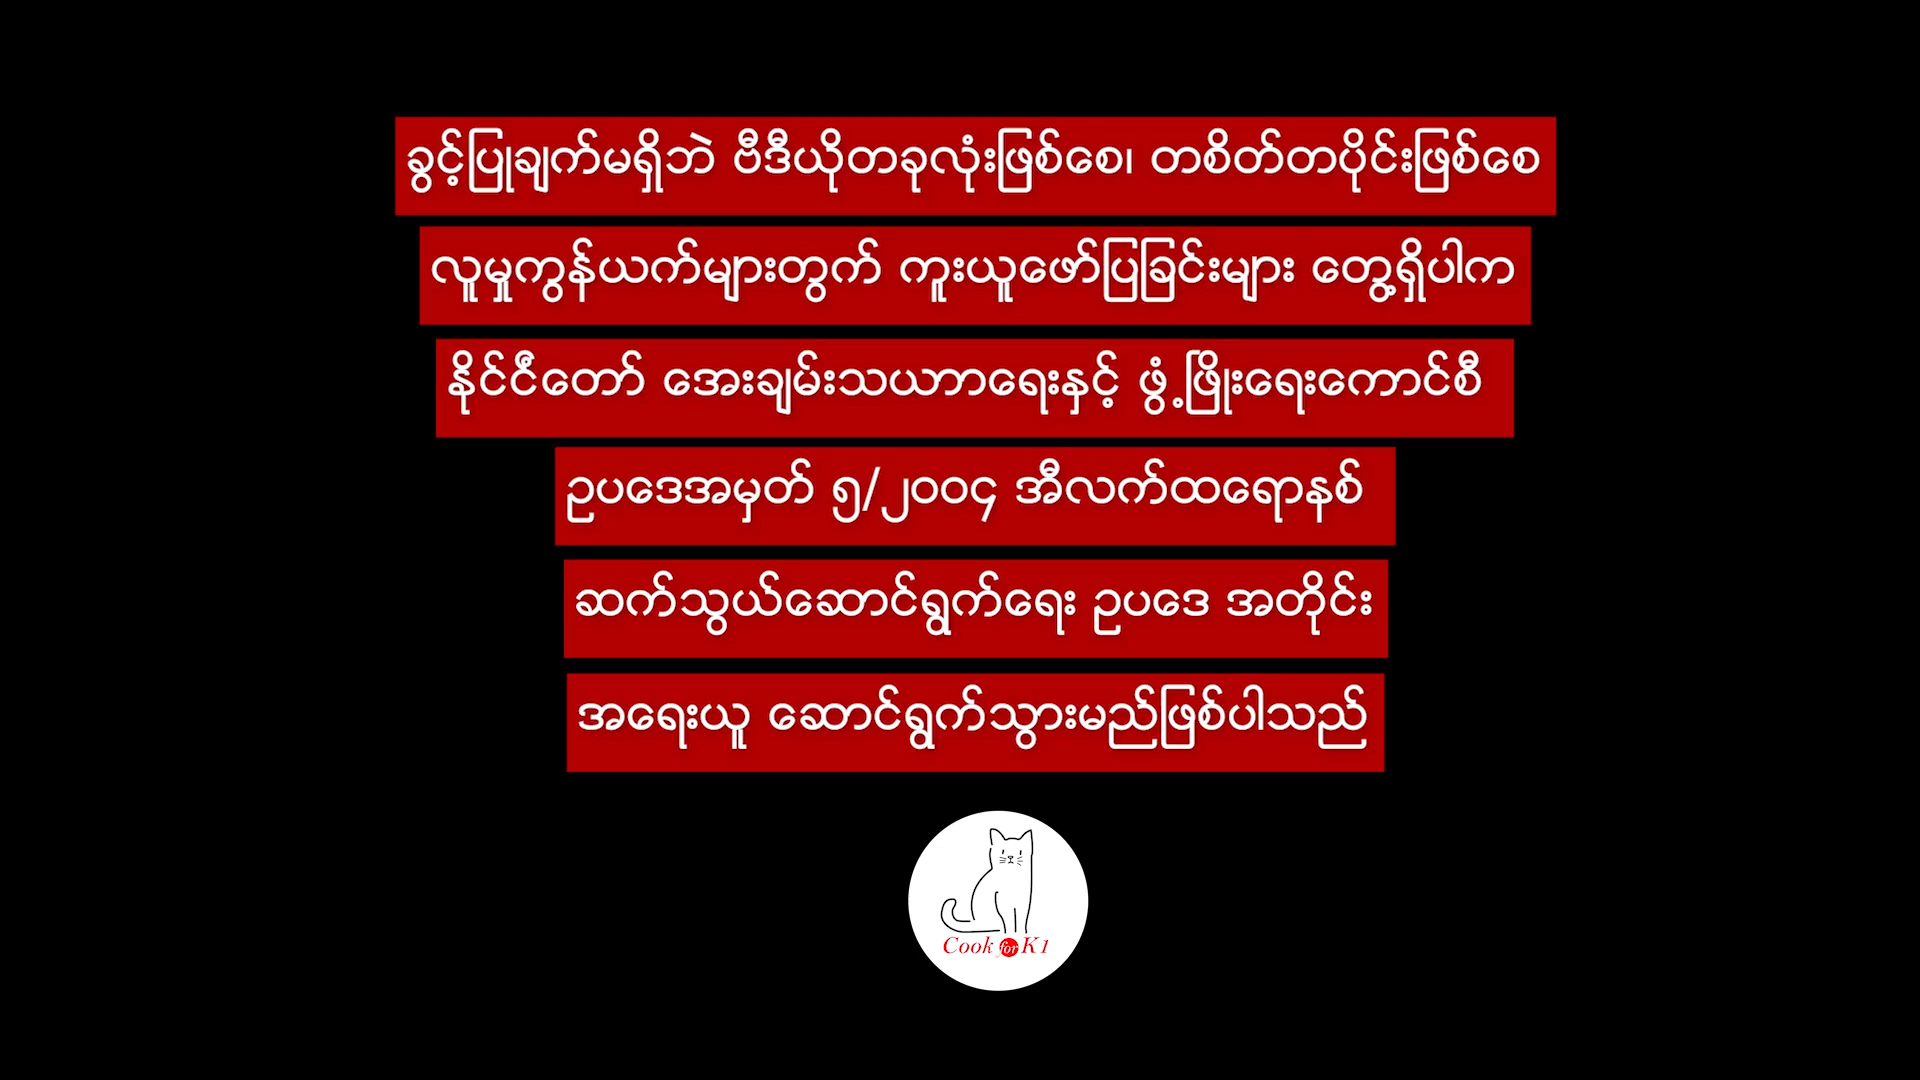 ခွင့်ပြုချက်မရှိဘဲ ဗီဒီယိုတခုလုံးဖြစ်စေ၊ တစိတ်တပိုင်းဖြစ်စေ
လူမှုကွန်ယက်များတွက် ကူးယူဖော်ပြခြင်းများ တွေ့ရှိပါက
နိုင်ငံတော် အေးချမ်းသယာာရေးနှင့် ဖွံ့ဖြိုးရေးကောင်စီ
ဥပဒေအမှတ် ၅/၂၀၀၄ အီလက်ထရောနစ်
ဆက်သွယ်ဆောင်ရွက်ရေး ဥပဒေ အတိုင်း
အရေးယူ ဆောင်ရွက်သွားမည်ဖြစ်ပါသည်
Cook for K1